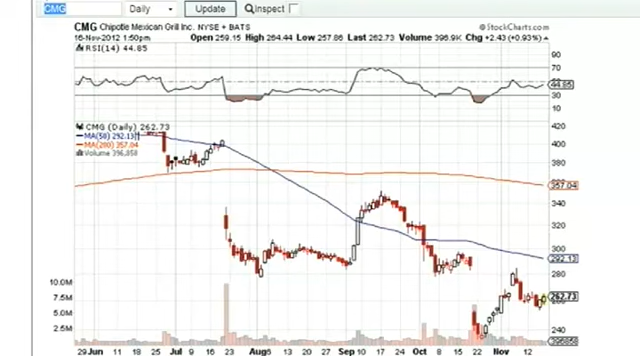 CMG Daily Update Inspect
CMG Chipotle Mexican Grill Inc. NYSE + BATS © StockCharts.com
16-Nov-2012 1:50pm Open 259.15 High 264.44 Low 257.86 Last 262.73 Volume 396.9K Chg +2.43 (+0.93%)
RSI(14) 44.85
90
70
44.85
30
10
CMG (Daily) 262.73
MA(50) 292.13
MA(200) 357.04
Volume 396,858
420
400
380
357.04
340
320
300
292.13
280
262.73
260
240
10.0M
7.5M
5.0M
2.5M
29 Jun 11 18 25 Jul 9 16 23 Aug 6 13 20 27 Sep 10 17 24 Oct 8 15 22 Nov 12